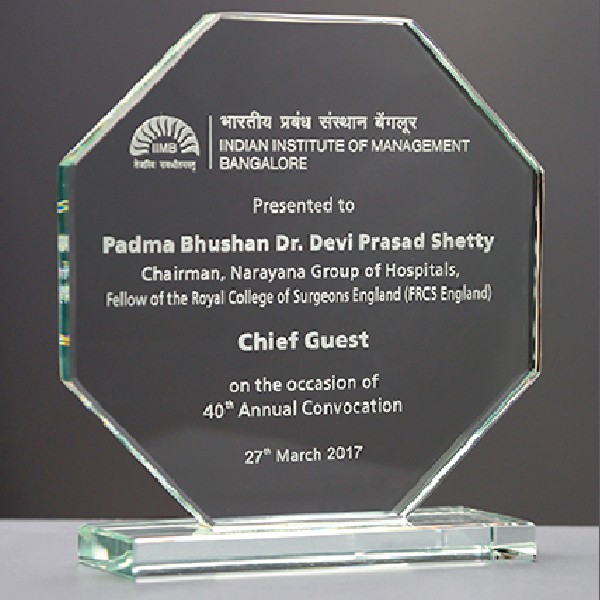 भारतीय प्रबंध संस्थान बेंगलूर
IIMB
INDIAN INSTITUTE OF MANAGEMENT
BANGALORE
Presented to
Padma Bhushan Dr. Devi Prasad Shetty
Chairman, Narayana Group of Hospitals,
Fellow of the Royal College of Surgeons England (FRCS England)
Chief Guest
on the occasion of
40th Annual Convocation
27th March 2017